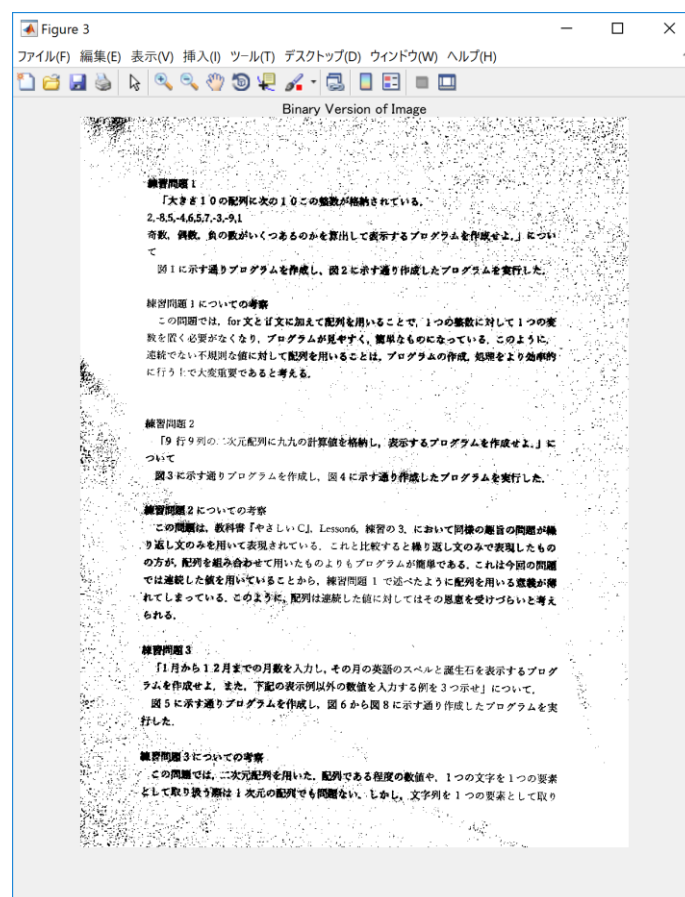 Figure 3
ファイル(F) 編集(E) 表示(V) 挿入(I) ツール(T) デスクトップ(D) ウィンドウ(W) ヘルプ(H)
Binary Version of Image
練習問題1
「大きさ10の配列に次の10この整数が格納されている。
2,-8,5,-4,6,5,7,-3,-9,1
奇数、偶数、負の数がいくつあるのかを算出して表示するプログラムを作成せよ。」につい
て
図1に示す通りプログラムを作成し、図2に示す通り作成したプログラムを実行した。
練習問題1についての考察
この問題では、for文とif文に加えて配列を用いることで、1つの整数に対して1つの変
数を置く必要がなくなり、プログラムが見やすく、簡単なものになっている。このように、
連続でない不規則な値に対して配列を用いることは、プログラムの作成、処理をより効率的
に行う上で大変重要であると考える。
練習問題2
「9行9列の二次元配列に九九の計算値を格納し、表示するプログラムを作成せよ。」に
ついて
図3に示す通りプログラムを作成し、図4に示す通り作成したプログラムを実行した。
練習問題2についての考察
この問題は、教科書『やさしいC』、Lesson6、練習の3、において同様の趣旨の問題が繰
り返し文のみを用いて表現されている。これと比較すると繰り返し文のみで表現したもの
の方が、配列を組み合わせて用いたものよりもプログラムが簡単である。これは今回の問題
では連続した値を用いていることから、練習問題1で述べたように配列を用いる意義が薄
れてしまっている。このように、配列は連続した値に対してはその恩恵を受けづらいと考え
られる。
練習問題3
「1月から12月までの月数を入力し、その月の英語のスペルと誕生石を表示するプログ
ラムを作成せよ。また、下記の表示例以外の数値を入力する例を3つ示せ」について。
図5に示す通りプログラムを作成し、図6から図8に示す通り作成したプログラムを実
行した。
練習問題3についての考察
この問題では、二次元配列を用いた。配列である程度の数値や、1つの文字を1つの要素
として取り扱う際は1次元の配列でも問題ない。しかし、文字列を1つの要素として取り